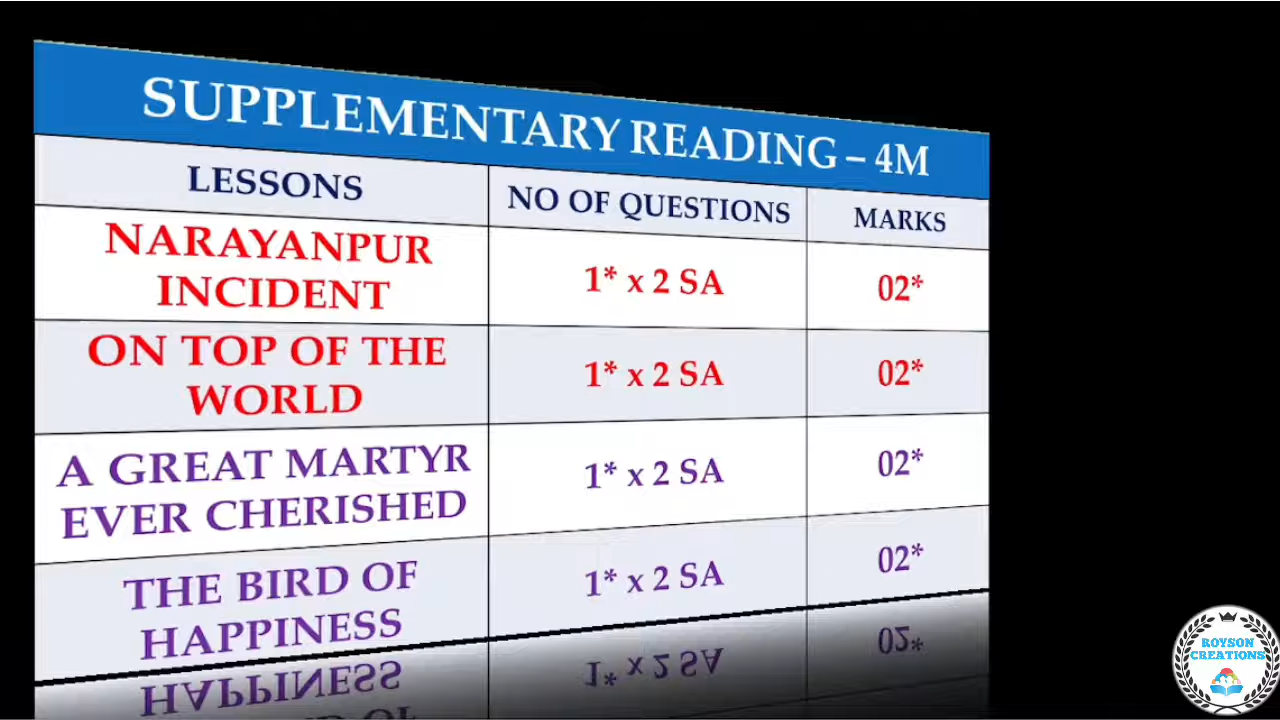 SUPPLEMENTARY READING – 4M
LESSONS NO OF QUESTIONS MARKS
NARAYANPUR
INCIDENT
1* x 2 SA 02*
ON TOP OF THE
WORLD
1* x 2 SA 02*
A GREAT MARTYR
EVER CHERISHED
1* x 2 SA 02*
THE BIRD OF
HAPPINESS
1* x 2 SA 02*
ROYSON
CREATIONS